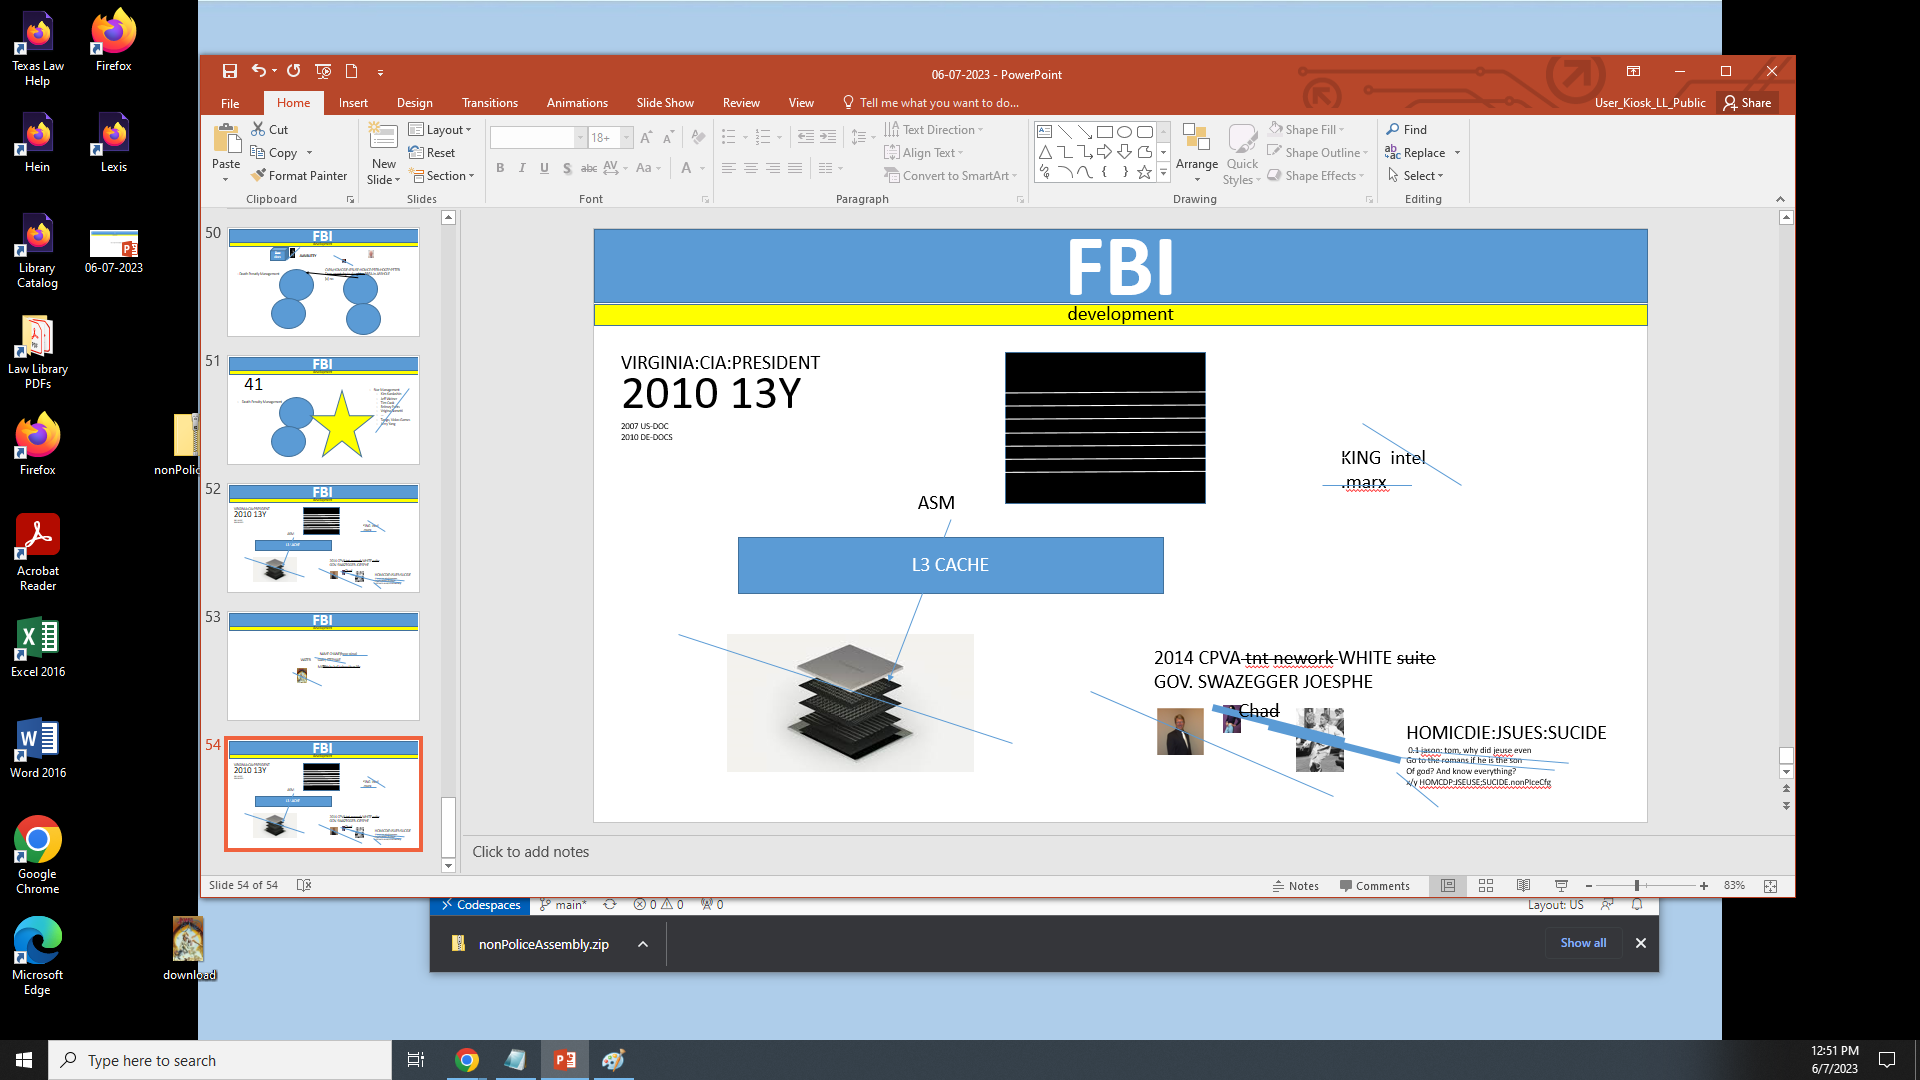 Texas Law
Help
Firefox
Hein
Lexis
Library
Catalog
06-07-2023
Law Library
PDFs
Firefox
nonPolic
Acrobat
Reader
Excel 2016
Word 2016
Google
Chrome
Microsoft
Edge
download
06-07-2023 - PowerPoint
File
Home
Insert
Design
Transitions
Animations
Slide Show
Review
View
Tell me what you want to do...
User_Kiosk_LL_Public
Share
Paste
Cut
Copy
Format Painter
Clipboard
New
Slide
Layout
Reset
Section
Slides
18+
B I U S abc AV Aa A
Font
Text Direction
Align Text
Convert to SmartArt
Paragraph
Arrange
Quick
Styles
Shape Fill
Shape Outline
Shape Effects
Drawing
Find
Replace
Select
Editing
50
FBI
51
FBI
41
52
FBI
2010 13Y
L3 CACHE
53
FBI
54
FBI
2010 13Y
L3 CACHE
FBI
development
VIRGINIA:CIA:PRESIDENT
2010 13Y
2007 US-DOC
2010 DE-DOCS
KING intel
.marx
ASM
L3 CACHE
2014 CPVA tnt nework WHITE suite
GOV. SWAZEGGER JOESPHE
Chad
HOMICDIE:JSUES:SUCIDE
0.1 jason: tom, why did jeuse even
Go to the romans if he is the son
Of god? And know everything?
x/y HOMCDP:JSEUSE;SUCIDE.nonPlceCfg
Click to add notes
Slide 54 of 54
Notes
Comments
83%
Codespaces
main*
0
0
0
Layout: US
nonPoliceAssembly.zip
Show all
Type here to search
12:51 PM
6/7/2023